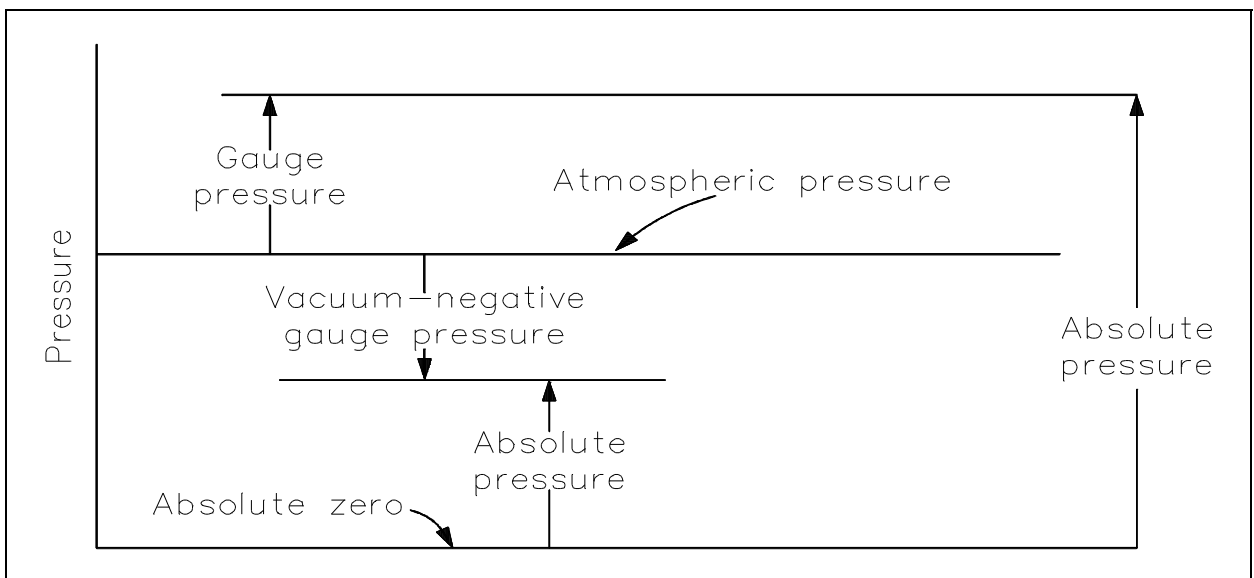 Gauge
pressure
Atmospheric pressure
Pressure
Vacuum-negative
gauge pressure
Absolute
pressure
Absolute
pressure
Absolute zero